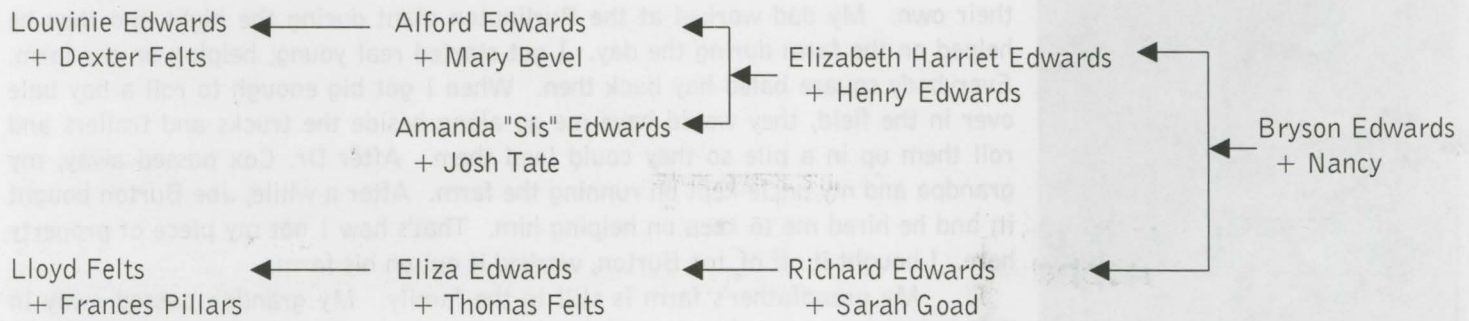 Lounnie Edwards
+ Dexter Felts
Alford Edwards
+ Mary Bevel
Amanda "Sis" Edwards
+ Josh Tate
Elizabeth Harriet Edwards
+ Henry Edwards
Bryson Edwards
+ Nancy
Lloyd Felts
+ Frances Pillars
Eliza Edwards
+ Thomas Felts
Richard Edwards
+ Sarah Goad